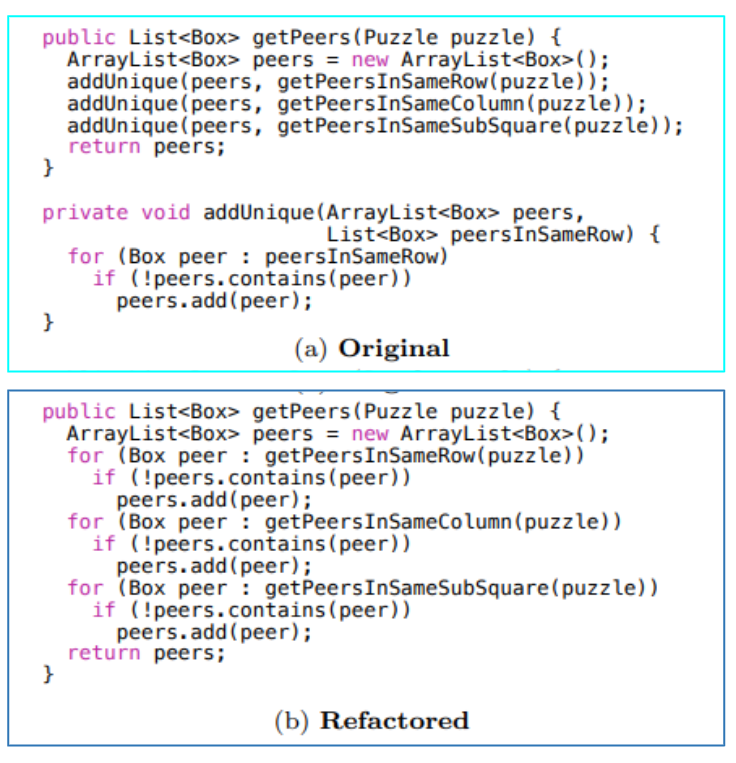 public List<Box> getPeers(Puzzle puzzle) {
  ArrayList<Box> peers = new ArrayList<Box>();
  addUnique(peers, getPeersInSameRow(puzzle));
  addUnique(peers, getPeersInSameColumn(puzzle));
  addUnique(peers, getPeersInSameSubSquare(puzzle));
  return peers;
}
private void addUnique(ArrayList<Box> peers,
                       List<Box> peersInSameRow) {
  for (Box peer : peersInSameRow)
    if (!peers.contains(peer))
      peers.add(peer);
}
(a) Original
public List<Box> getPeers(Puzzle puzzle) {
  ArrayList<Box> peers = new ArrayList<Box>();
  for (Box peer : getPeersInSameRow(puzzle))
    if (!peers.contains(peer))
      peers.add(peer);
  for (Box peer : getPeersInSameColumn(puzzle))
    if (!peers.contains(peer))
      peers.add(peer);
  for (Box peer : getPeersInSameSubSquare(puzzle))
    if (!peers.contains(peer))
      peers.add(peer);
  return peers;
}
(b) Refactored